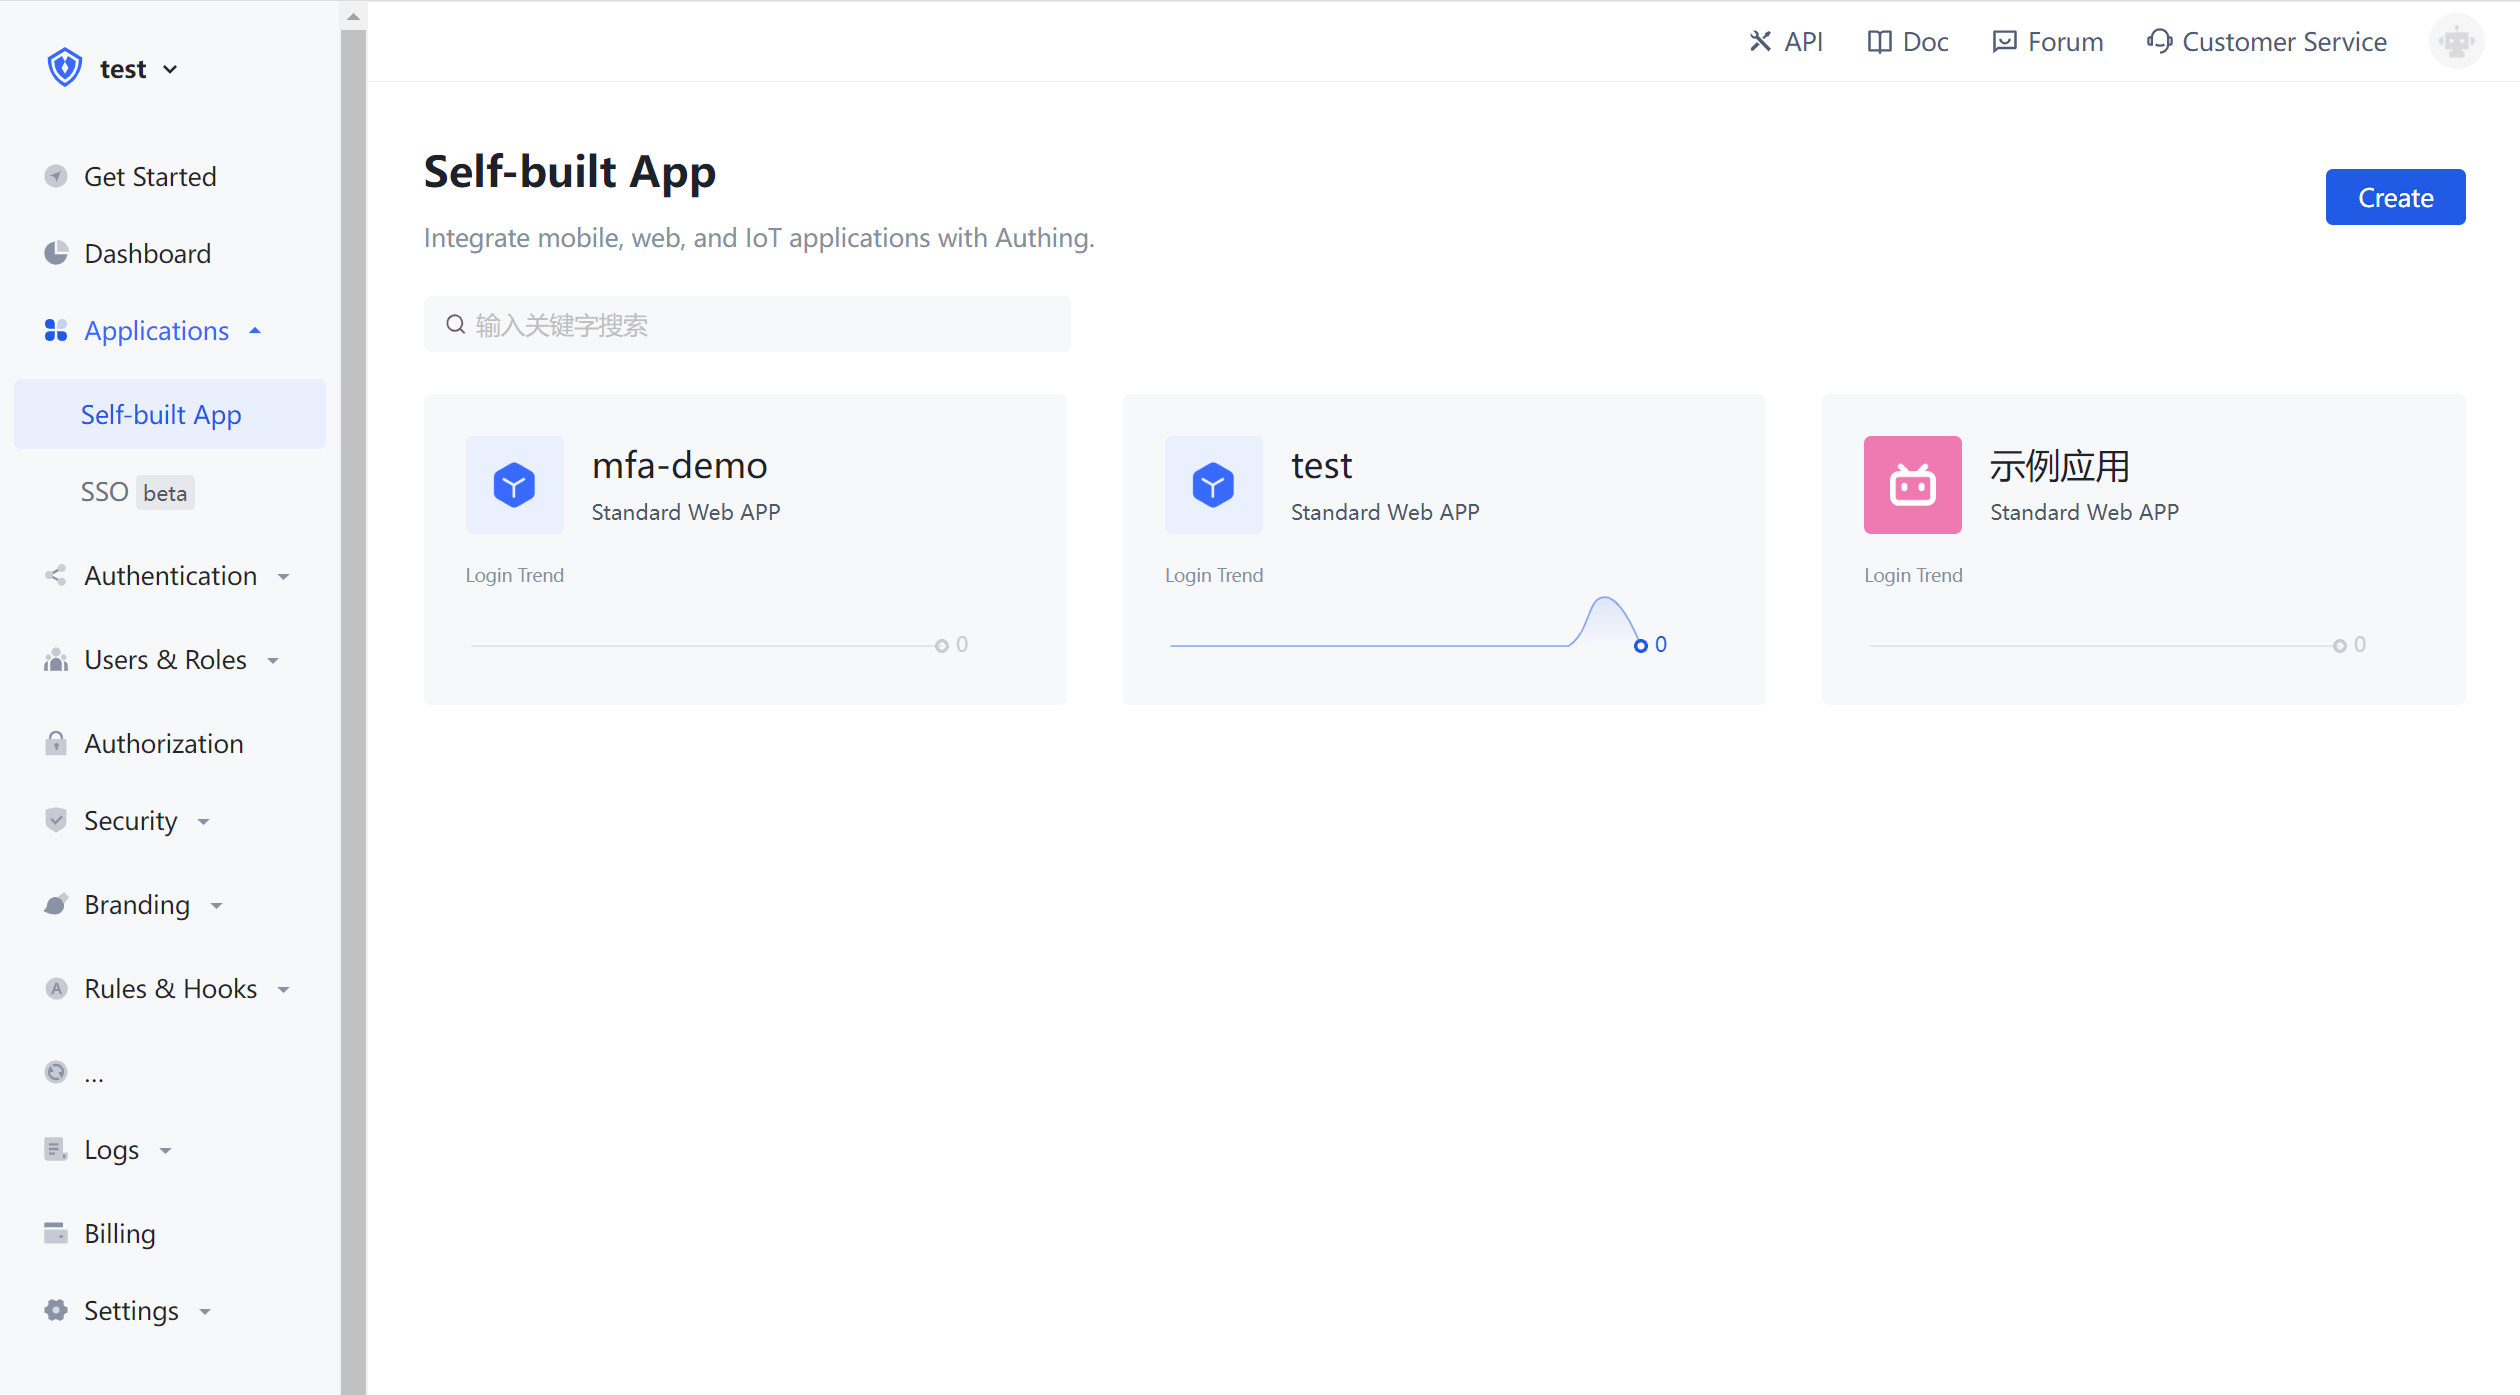 test
Get Started
Dashboard
Applications
Self-built App
SSO beta
Authentication
Users & Roles
Authorization
Security
Branding
Rules & Hooks
...
Logs
Billing
Settings
API Doc Forum Customer Service
Self-built App
Create
Integrate mobile, web, and IoT applications with Authing.
输入关键字搜索
mfa-demo
Standard Web APP
Login Trend
0
test
Standard Web APP
Login Trend
0
示例应用
Standard Web APP
Login Trend
0